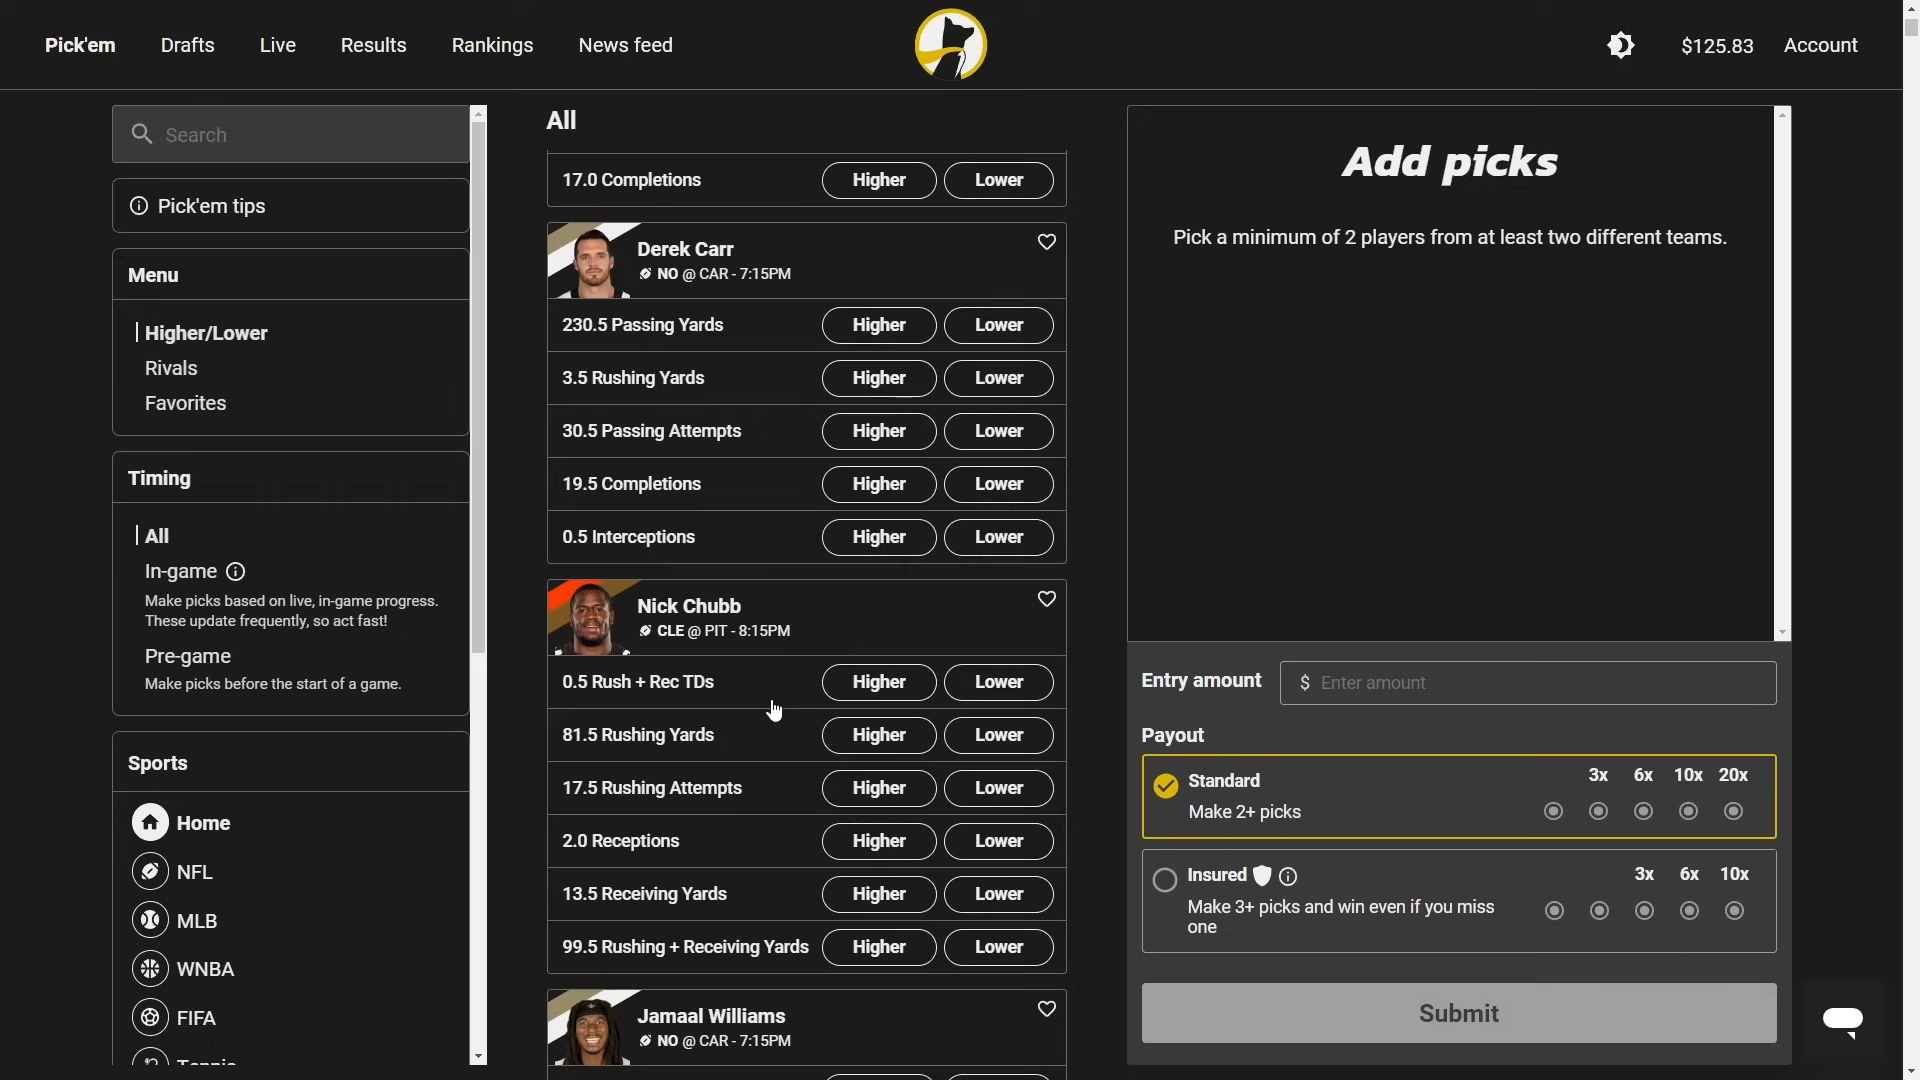 Pick'em Drafts Live Results Rankings News feed $125.83 Account
Search
Pick'em tips
Menu
Higher/Lower
Rivals
Favorites
Timing
All
In-game
Make picks based on live, in-game progress.
These update frequently, so act fast!
Pre-game
Make picks before the start of a game.
Sports
Home
NFL
MLB
WNBA
FIFA
Tennis
All
17.0 Completions Higher Lower
Derek Carr
NO @ CAR - 7:15PM
230.5 Passing Yards Higher Lower
3.5 Rushing Yards Higher Lower
30.5 Passing Attempts Higher Lower
19.5 Completions Higher Lower
0.5 Interceptions Higher Lower
Nick Chubb
CLE @ PIT - 8:15PM
0.5 Rush + Rec TDs Higher Lower
81.5 Rushing Yards Higher Lower
17.5 Rushing Attempts Higher Lower
2.0 Receptions Higher Lower
13.5 Receiving Yards Higher Lower
99.5 Rushing + Receiving Yards Higher Lower
Jamaal Williams
NO @ CAR - 7:15PM
Add picks
Pick a minimum of 2 players from at least two different teams.
Entry amount $ Enter amount
Payout
Standard 3x 6x 10x 20x
Make 2+ picks
Insured 3x 6x 10x
Make 3+ picks and win even if you miss
one
Submit